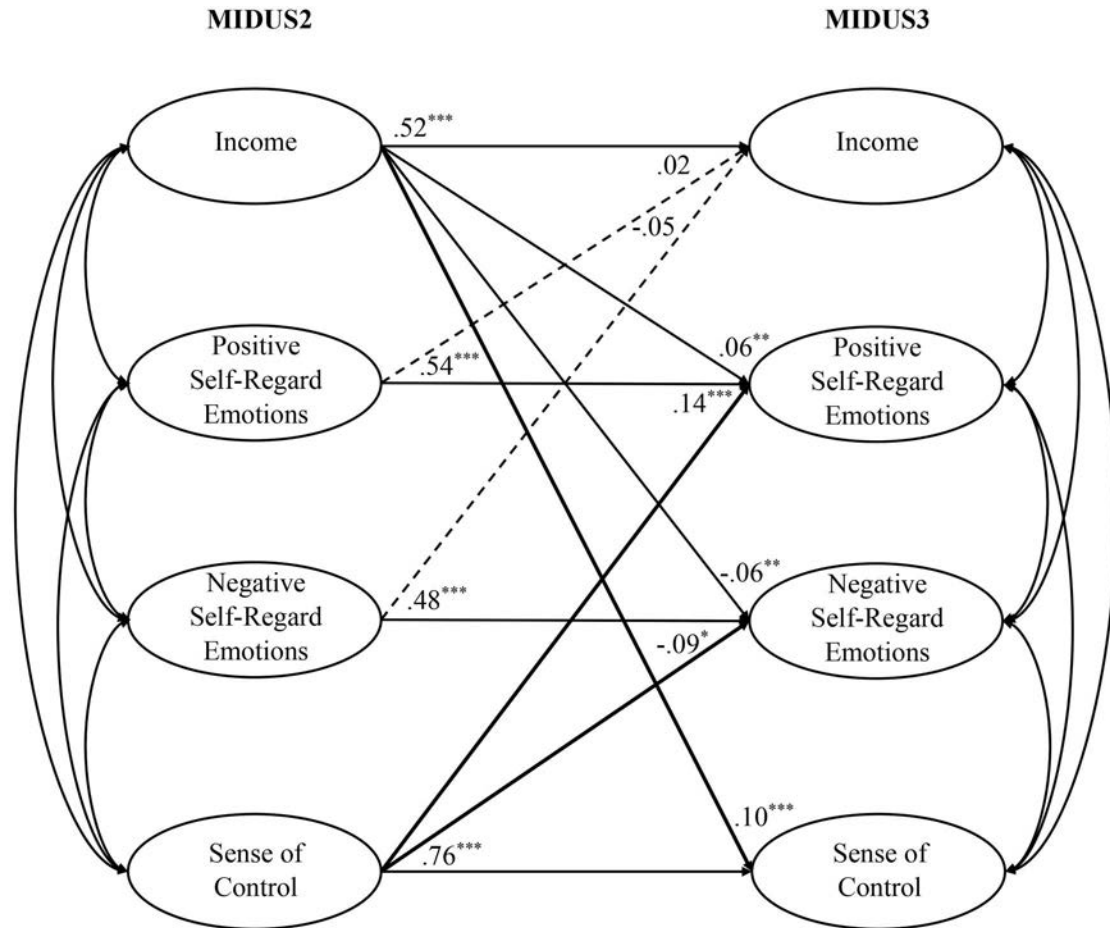 MIDUS2 MIDUS3
Income .52*** Income
.02
-.05
Positive
Self-Regard
Emotions
.54***
.06**
.14***
Positive
Self-Regard
Emotions
Negative
Self-Regard
Emotions
.48***
-.06**
-.09*
Negative
Self-Regard
Emotions
Sense of
Control
.76***
.10***
Sense of
Control